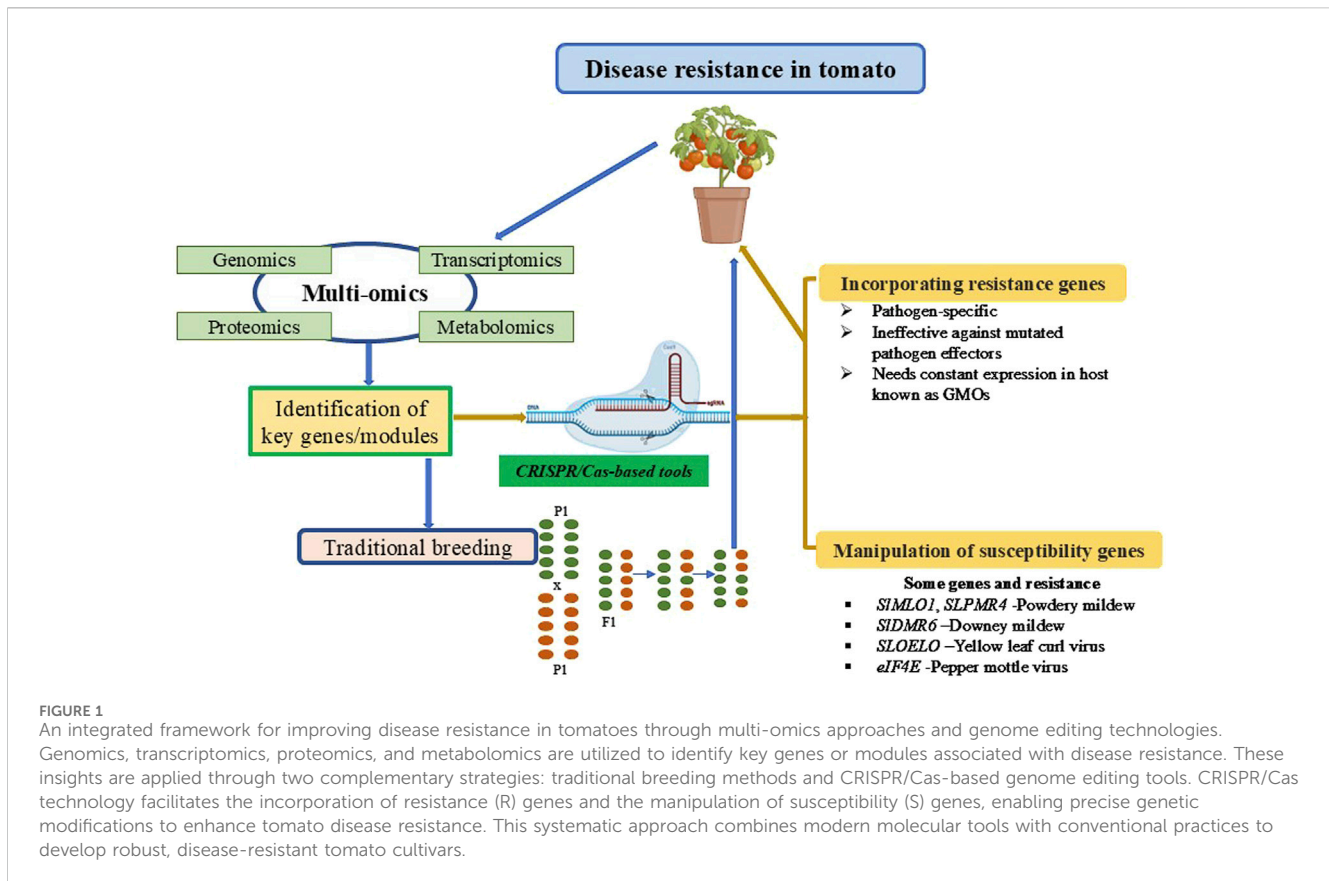 Disease resistance in tomato
Genomics
Transcriptomics
Multi-omics
Proteomics
Metabolomics
Identification of
key genes/modules
Cas9
DNA
sgRNA
CRISPR/Cas-based tools
Traditional breeding
P1
x
P1
F1
Incorporating resistance genes
➢ Pathogen-specific
➢ Ineffective against mutated
pathogen effectors
➢ Needs constant expression in host
known as GMOs
Manipulation of susceptibility genes
Some genes and resistance
▪ SlMLO1, SLPMR4 -Powdery mildew
▪ SlDMR6 –Downey mildew
▪ SLOELO –Yellow leaf curl virus
▪ eIF4E -Pepper mottle virus
FIGURE 1
An integrated framework for improving disease resistance in tomatoes through multi-omics approaches and genome editing technologies.
Genomics, transcriptomics, proteomics, and metabolomics are utilized to identify key genes or modules associated with disease resistance. These
insights are applied through two complementary strategies: traditional breeding methods and CRISPR/Cas-based genome editing tools. CRISPR/Cas
technology facilitates the incorporation of resistance (R) genes and the manipulation of susceptibility (S) genes, enabling precise genetic
modifications to enhance tomato disease resistance. This systematic approach combines modern molecular tools with conventional practices to
develop robust, disease-resistant tomato cultivars.